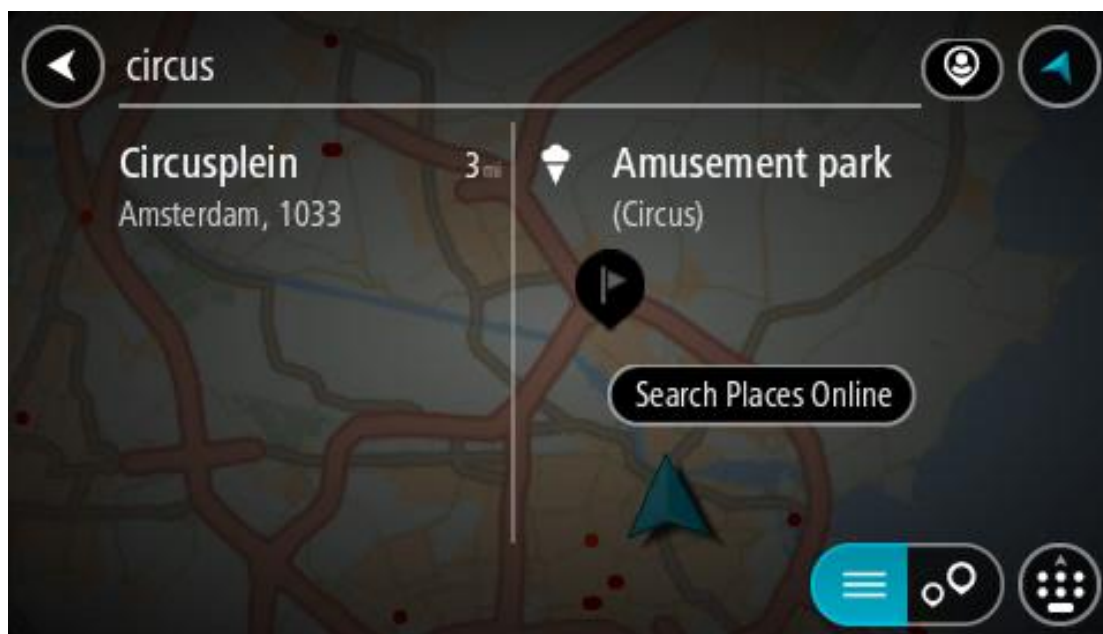 circus
Circusplein
3 mi
Amsterdam, 1033
Amusement park
(Circus)
Search Places Online